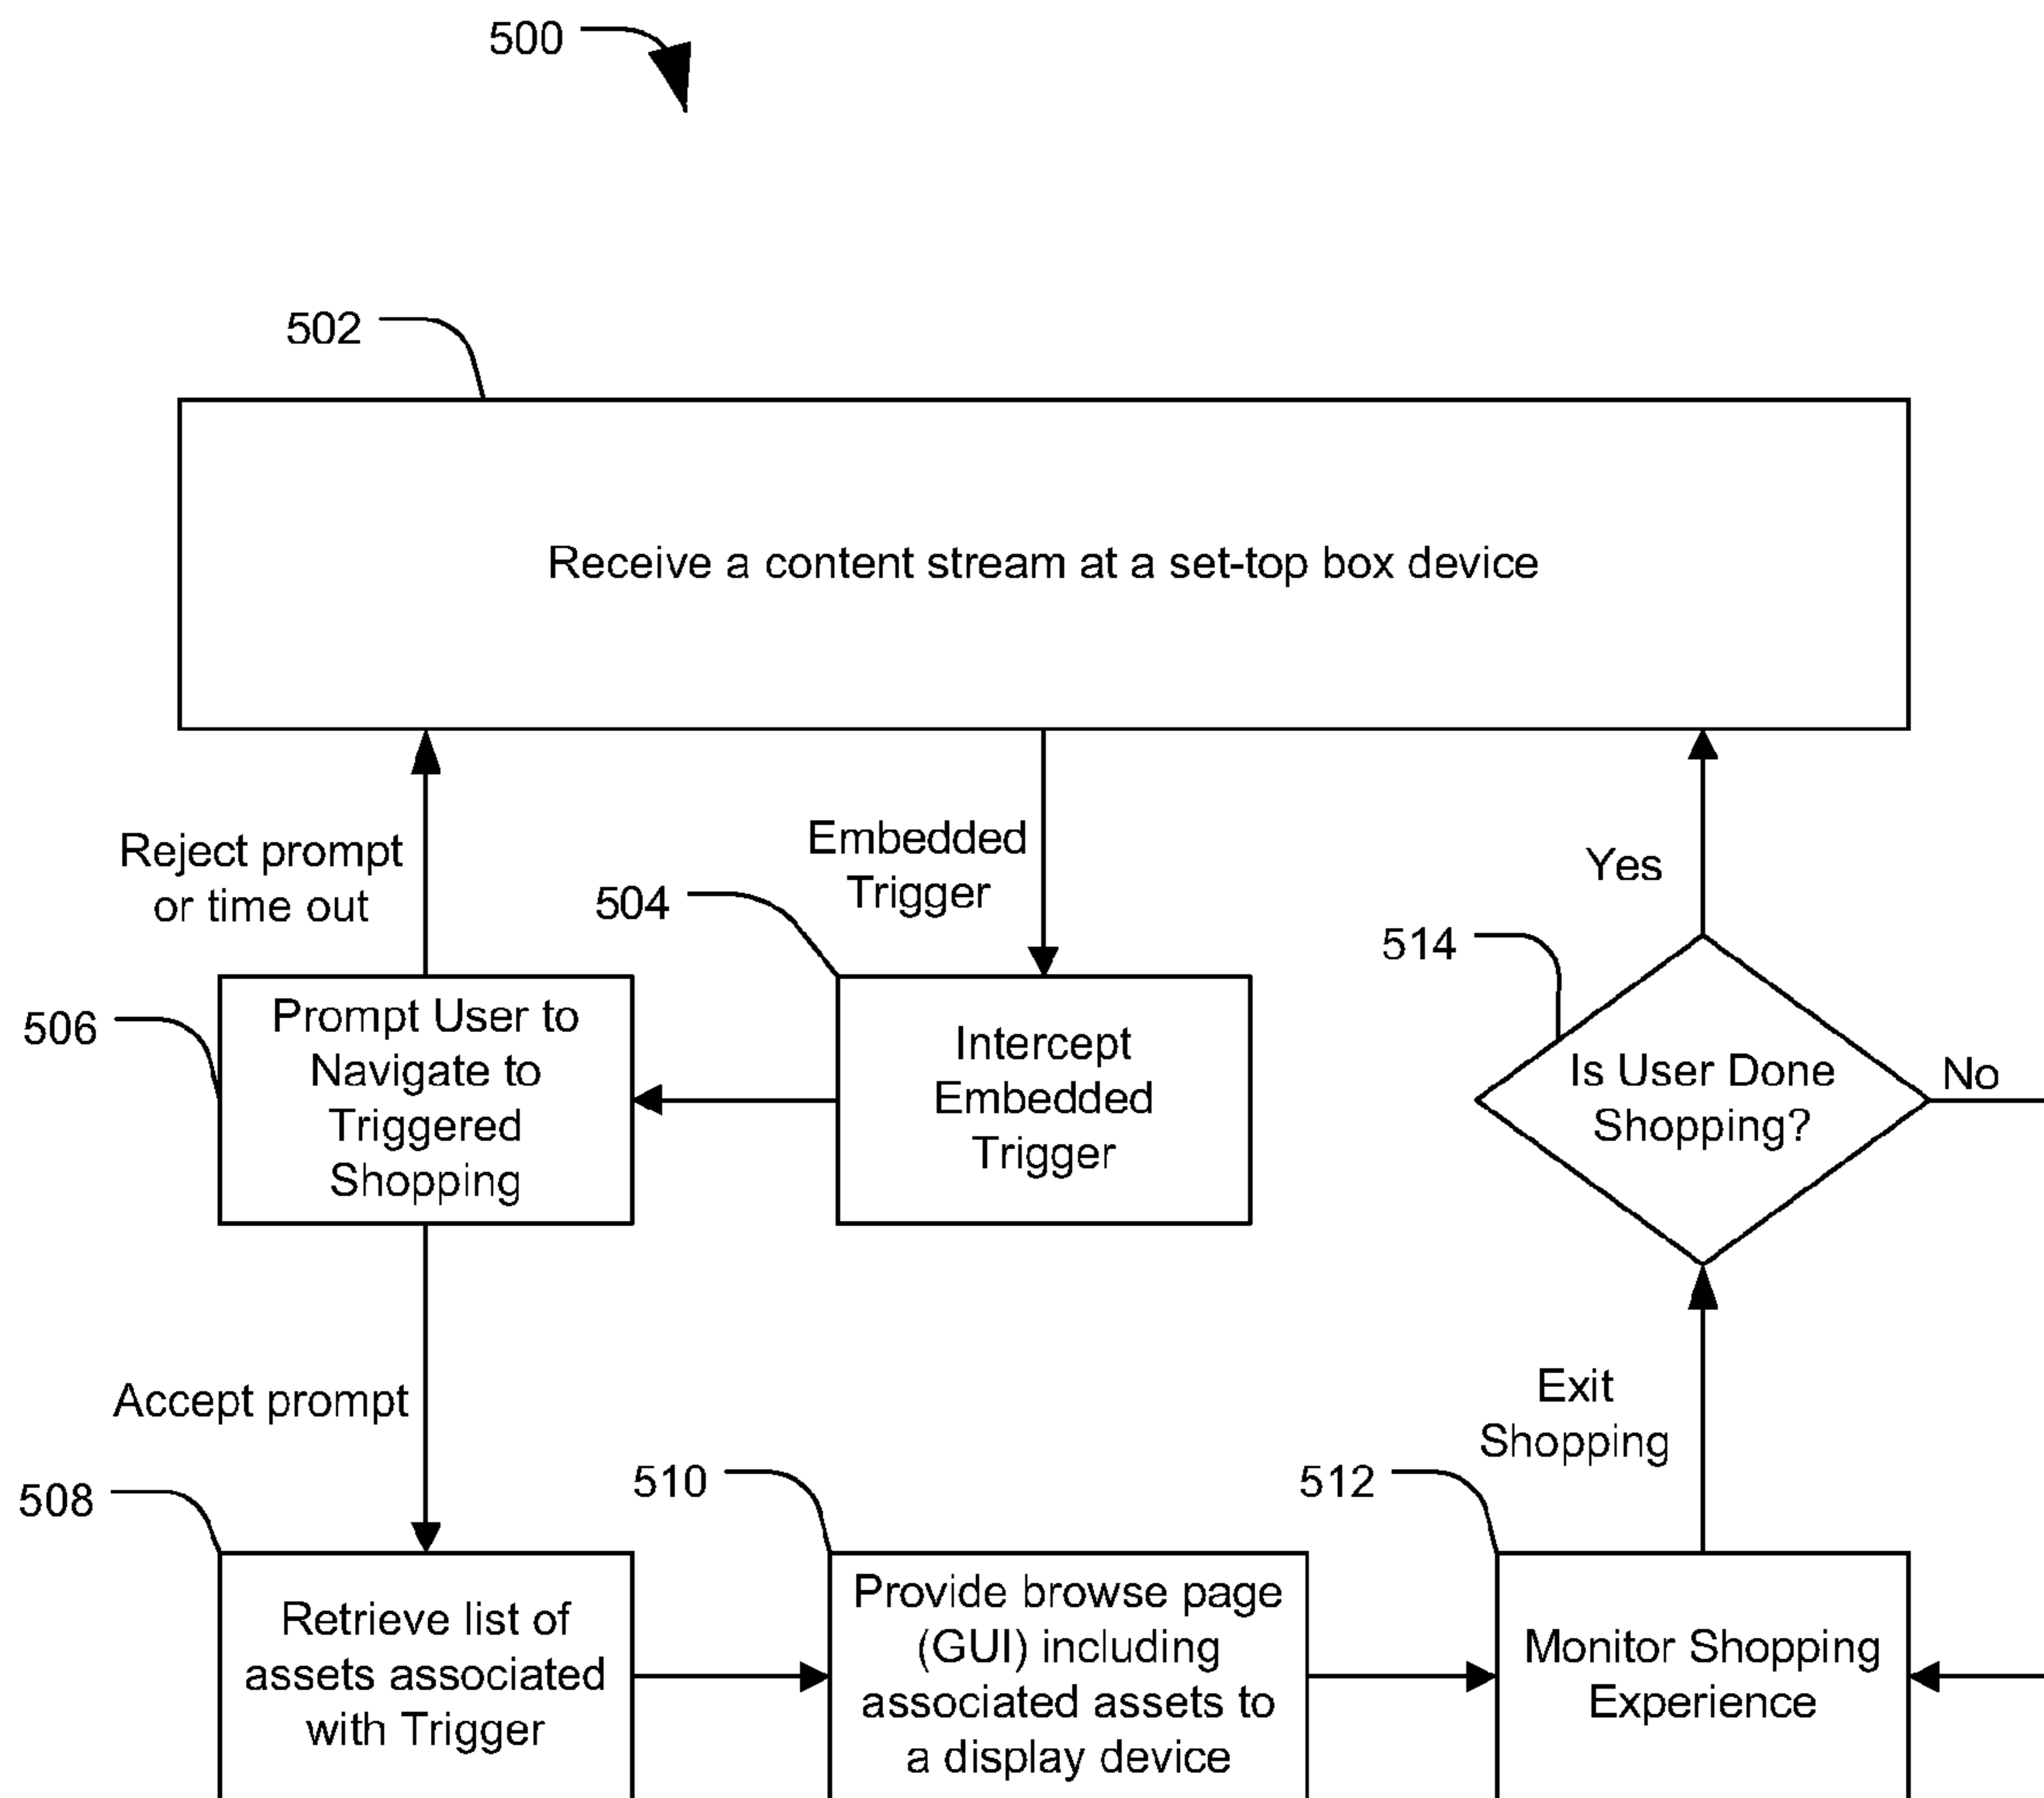 500
502
Receive a content stream at a set-top box device
Reject prompt
or time out
Embedded
Trigger
Yes
504
514
506
Prompt User to
Navigate to
Triggered
Shopping
Intercept
Embedded
Trigger
Is User Done
Shopping?
No
Accept prompt
Exit
Shopping
508
510
512
Retrieve list of
assets associated
with Trigger
Provide browse page
(GUI) including
associated assets to
a display device
Monitor Shopping
Experience